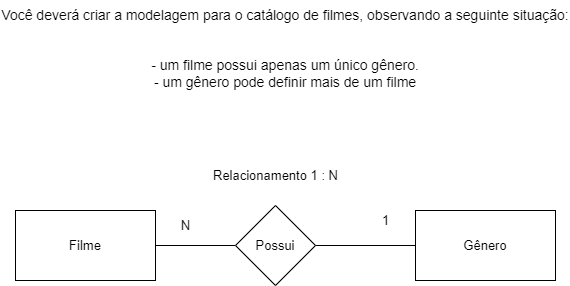 Você deverá criar a modelagem para o catálogo de filmes, observando a seguinte situação:
- um filme possui apenas um único gênero.
- um gênero pode definir mais de um filme
Relacionamento 1 : N
N
1
Filme
Possui
Gênero